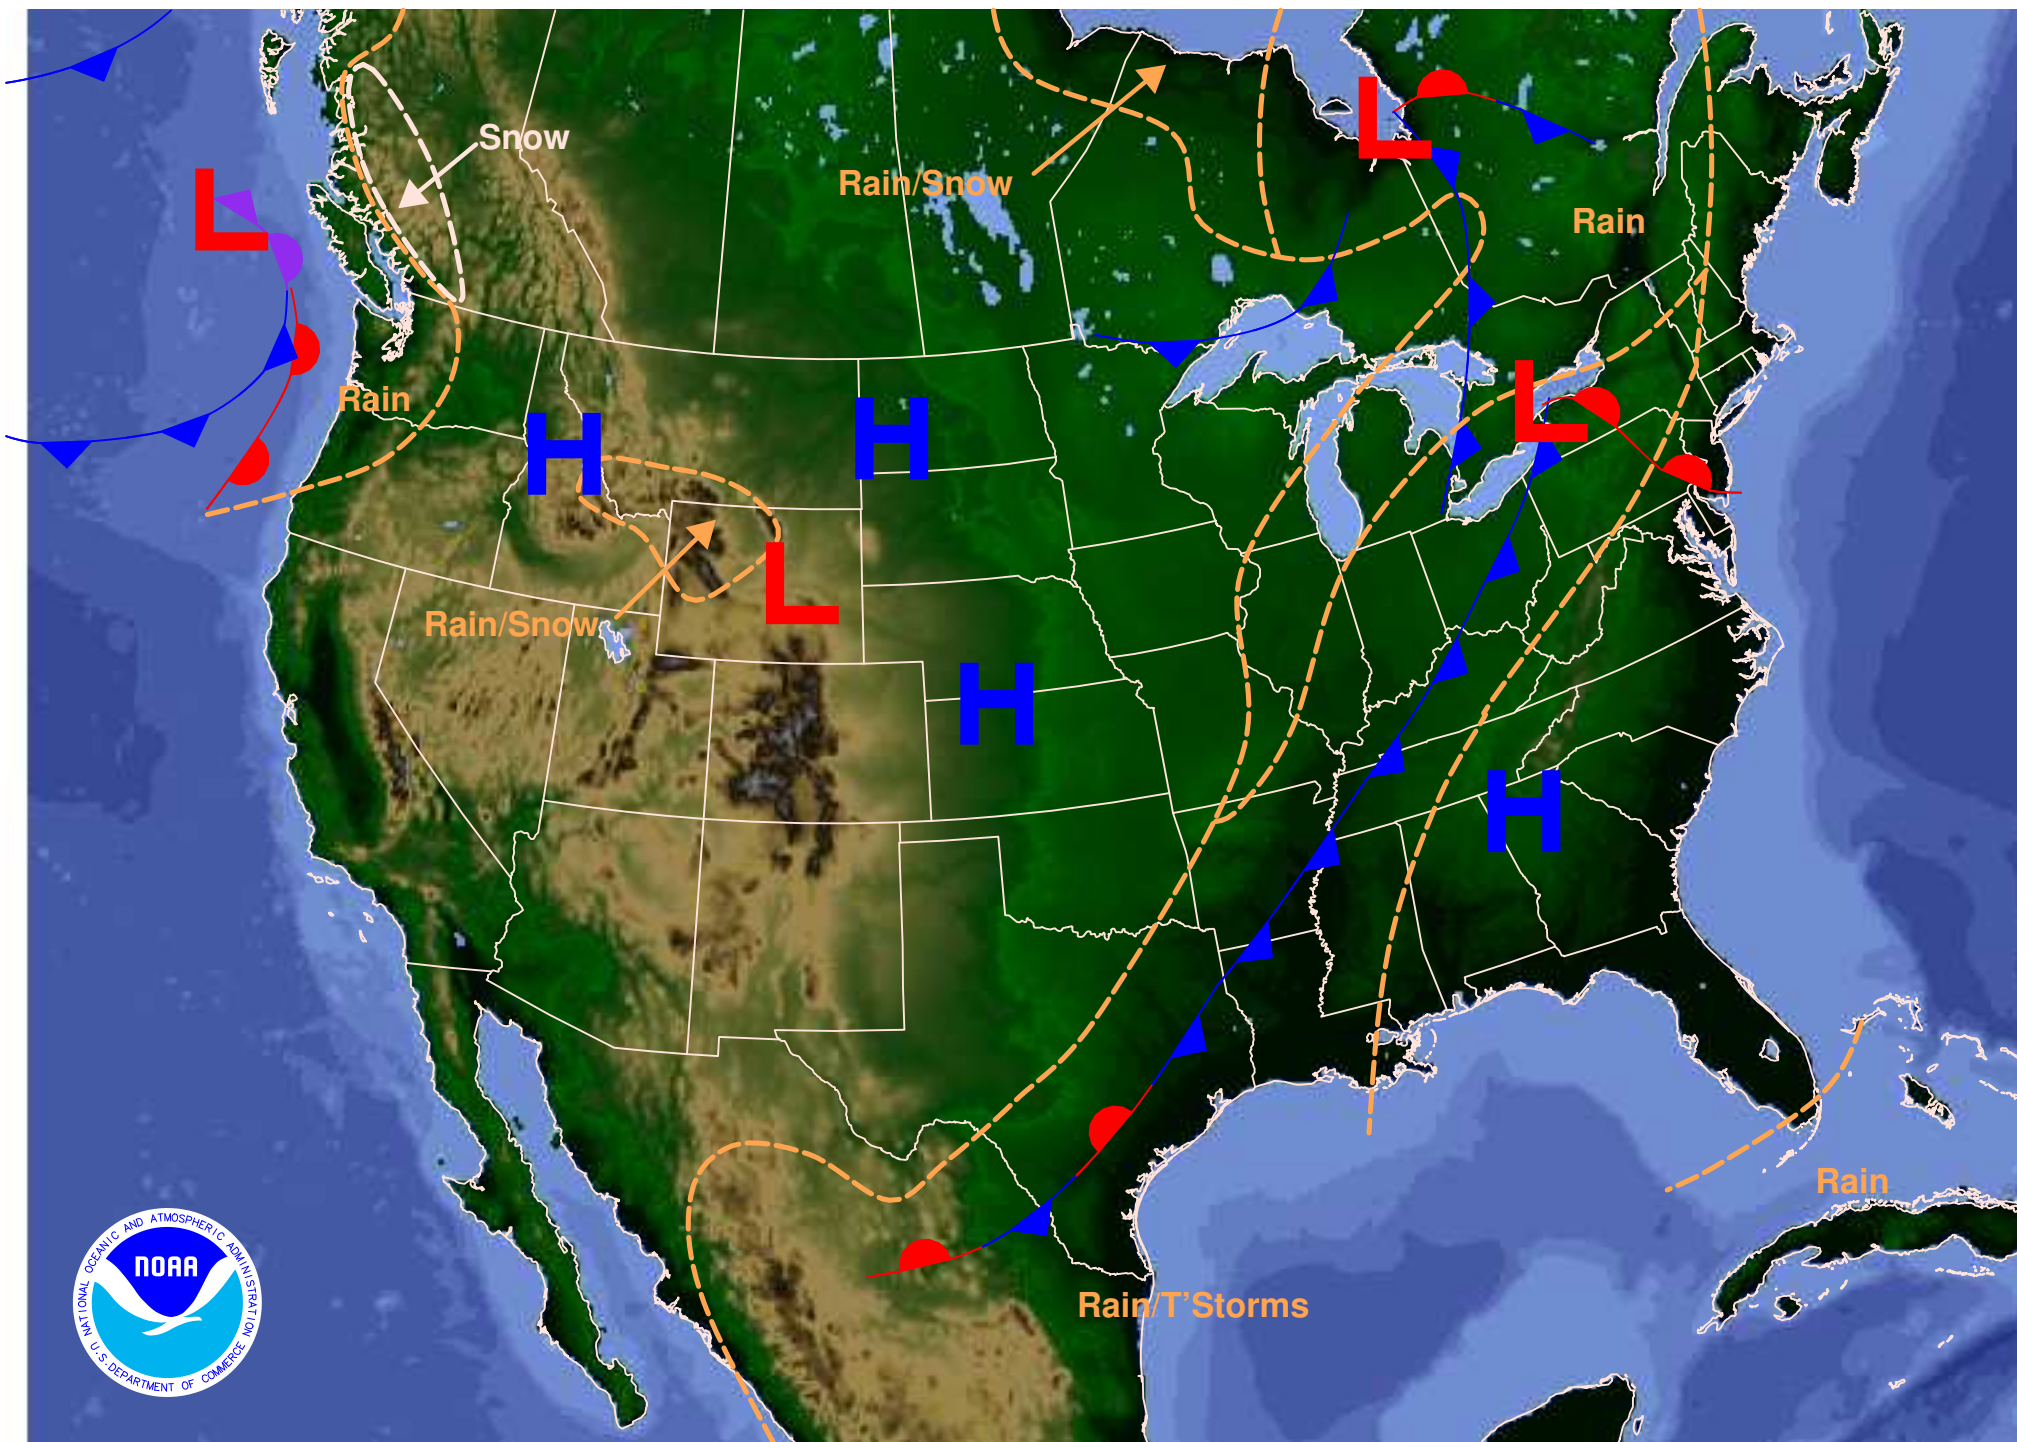 Snow
L
Rain/Snow
L
Rain
Rain
H
H
L
H
Rain/Snow
L
H
H
Rain
Rain/T'Storms
NATIONAL OCEANIC AND ATMOSPHERIC ADMINISTRATION
NOAA
U.S. DEPARTMENT OF COMMERCE